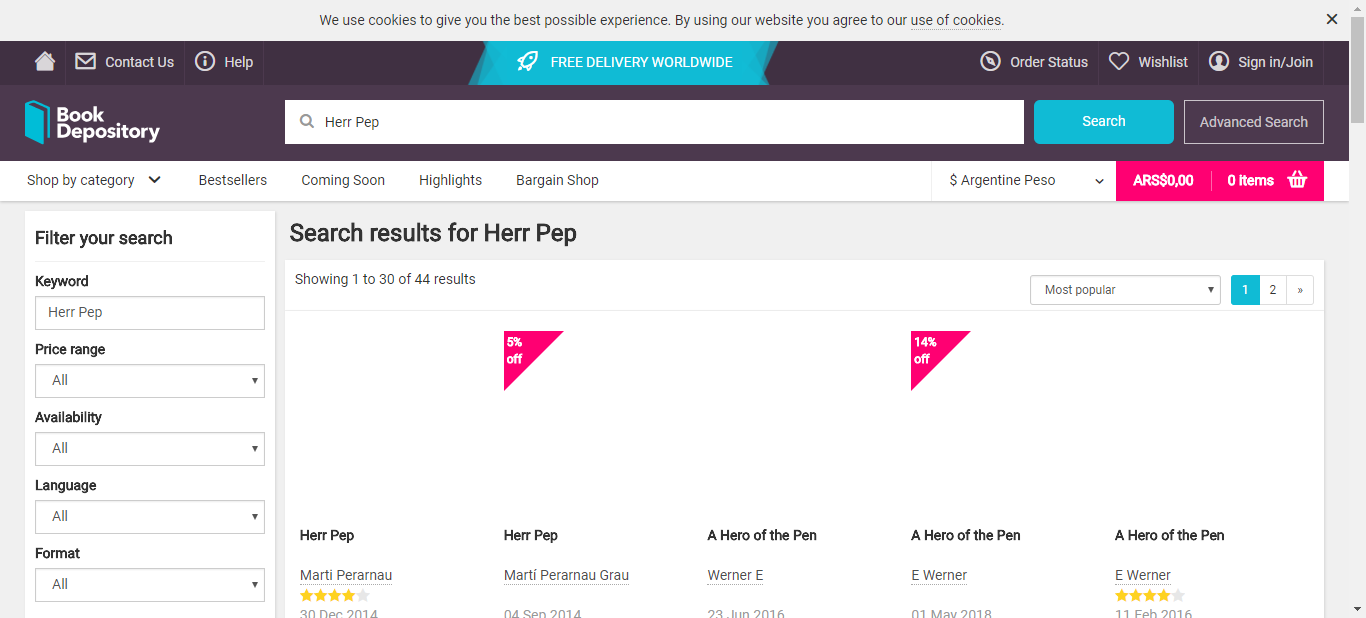 We use cookies to give you the best possible experience. By using our website you agree to our use of cookies.
Contact Us
Help
FREE DELIVERY WORLDWIDE
Order Status
Wishlist
Sign in/Join
Book
Depository
Herr Pep
Search
Advanced Search
Shop by category
Bestsellers
Coming Soon
Highlights
Bargain Shop
$ Argentine Peso
ARS$0,00
0 items
Filter your search
Keyword
Herr Pep
Price range
All
Availability
All
Language
All
Format
All
Search results for Herr Pep
Showing 1 to 30 of 44 results
Most popular
1 2 »
5%
off
14%
off
Herr Pep
Herr Pep
A Hero of the Pen
A Hero of the Pen
A Hero of the Pen
Marti Perarnau
Martí Perarnau Grau
Werner E
E Werner
E Werner
30 Dec 2014
04 Sep 2014
23 Jun 2016
01 May 2018
11 Feb 2016